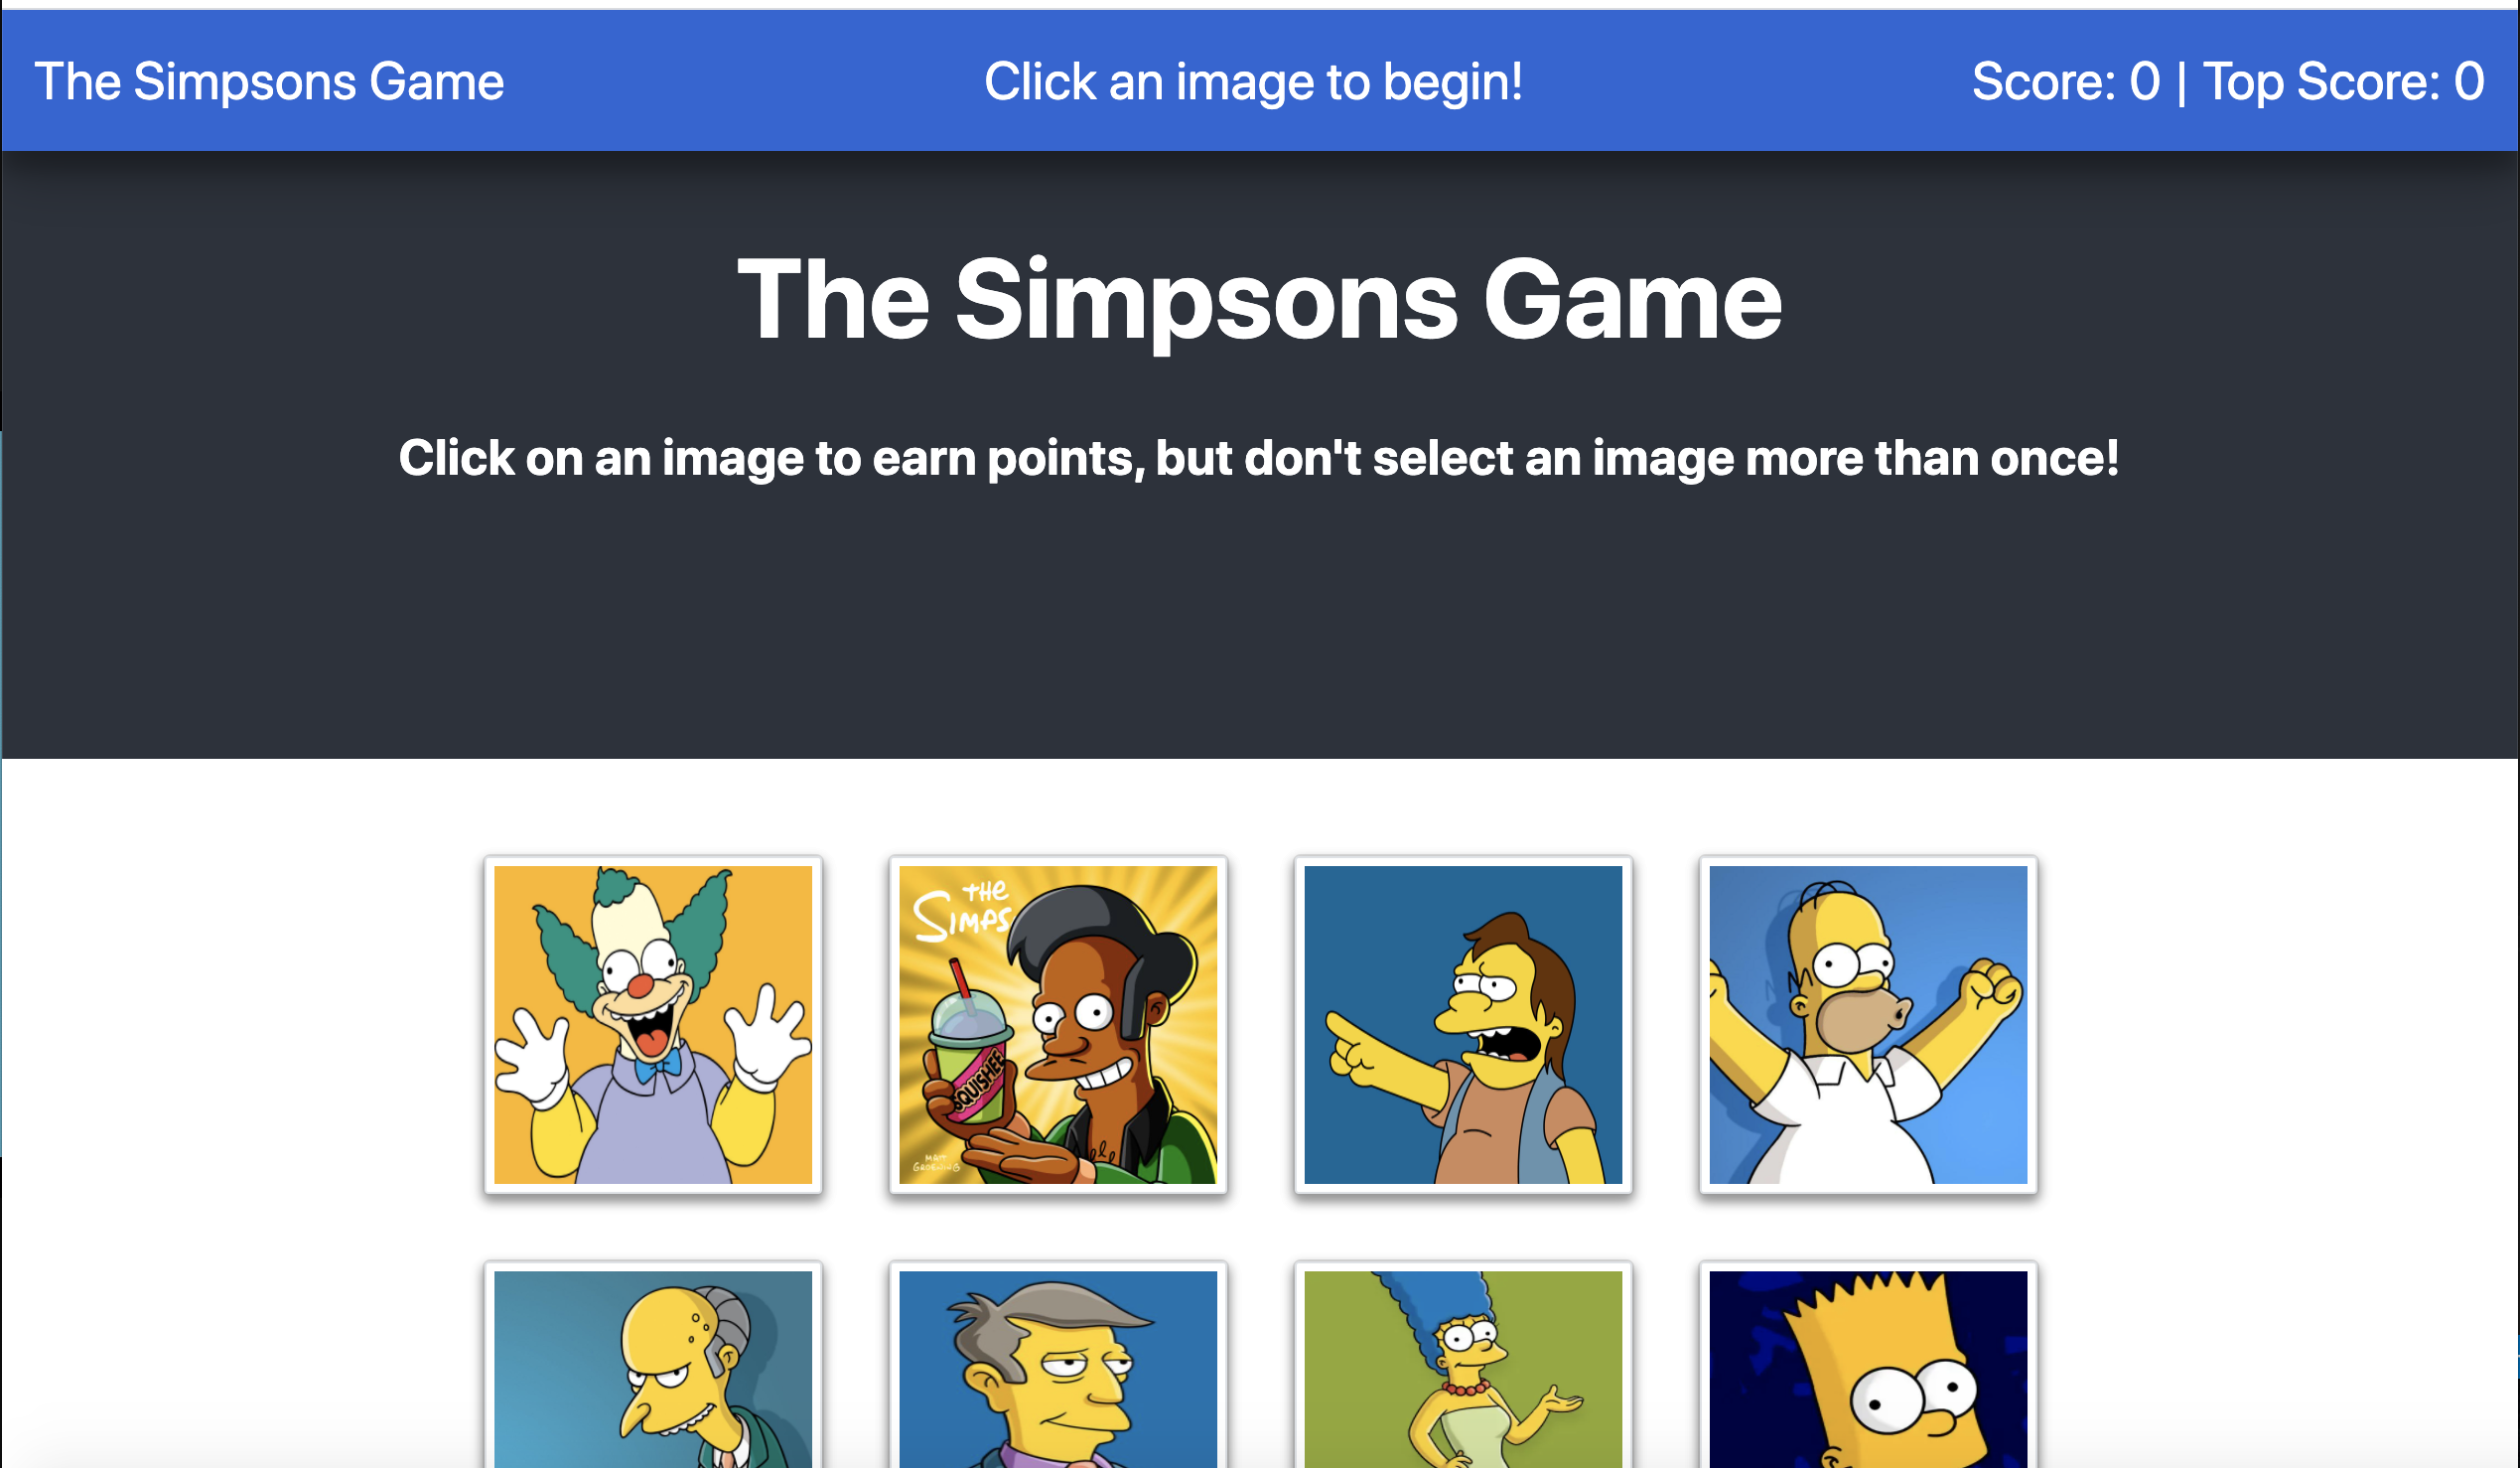 The Simpsons Game
Click an image to begin!
Score: 0 | Top Score: 0
The Simpsons Game
Click on an image to earn points, but don't select an image more than once!
THE
SIMPS
SQUISHEE
MATT
GROENING